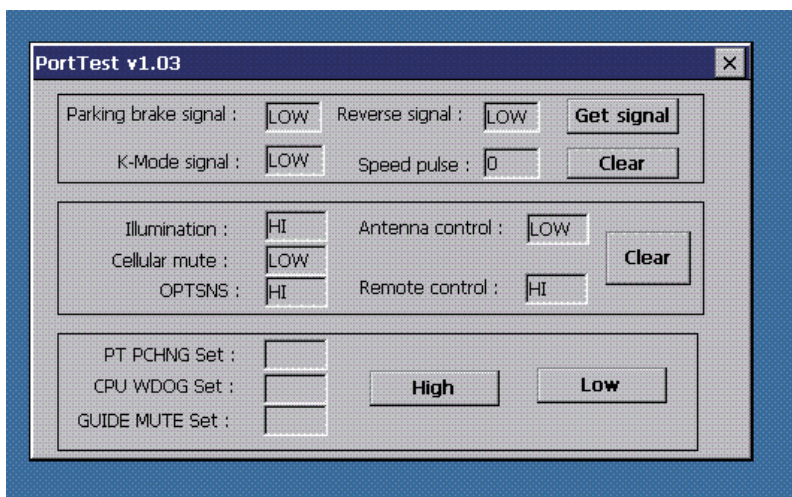 PortTest v1.03
Parking brake signal : LOW Reverse signal : LOW Get signal
K-Mode signal : LOW Speed pulse : 0 Clear
Illumination : HI Antenna control : LOW
Cellular mute : LOW Clear
OPTSNS : HI Remote control : HI
PT PCHNG Set :
CPU WDOG Set : High Low
GUIDE MUTE Set :